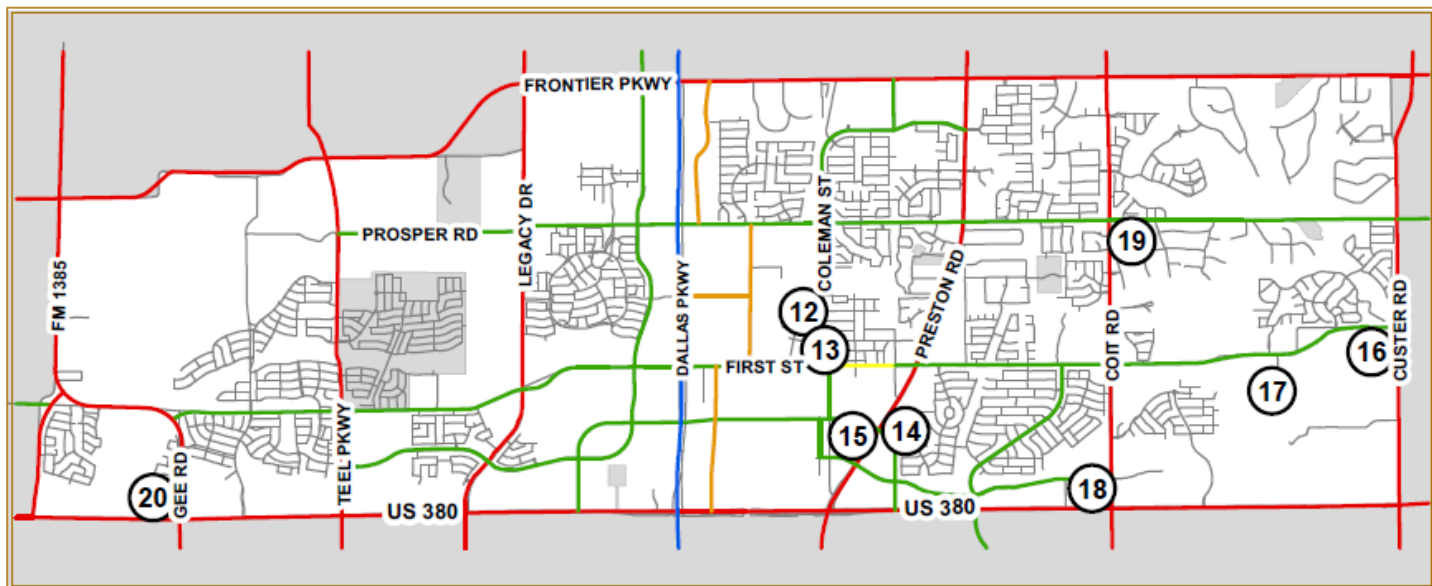 FRONTIER PKWY
LEGACY DR
COLEMAN ST
PROSPER RD
19
PRESTON RD
FM 1385
DALLAS PKWY
12
COIT RD
CUSTER RD
13
16
FIRST ST
17
TEEL PKWY
15
14
GEE RD
20
18
US 380
US 380